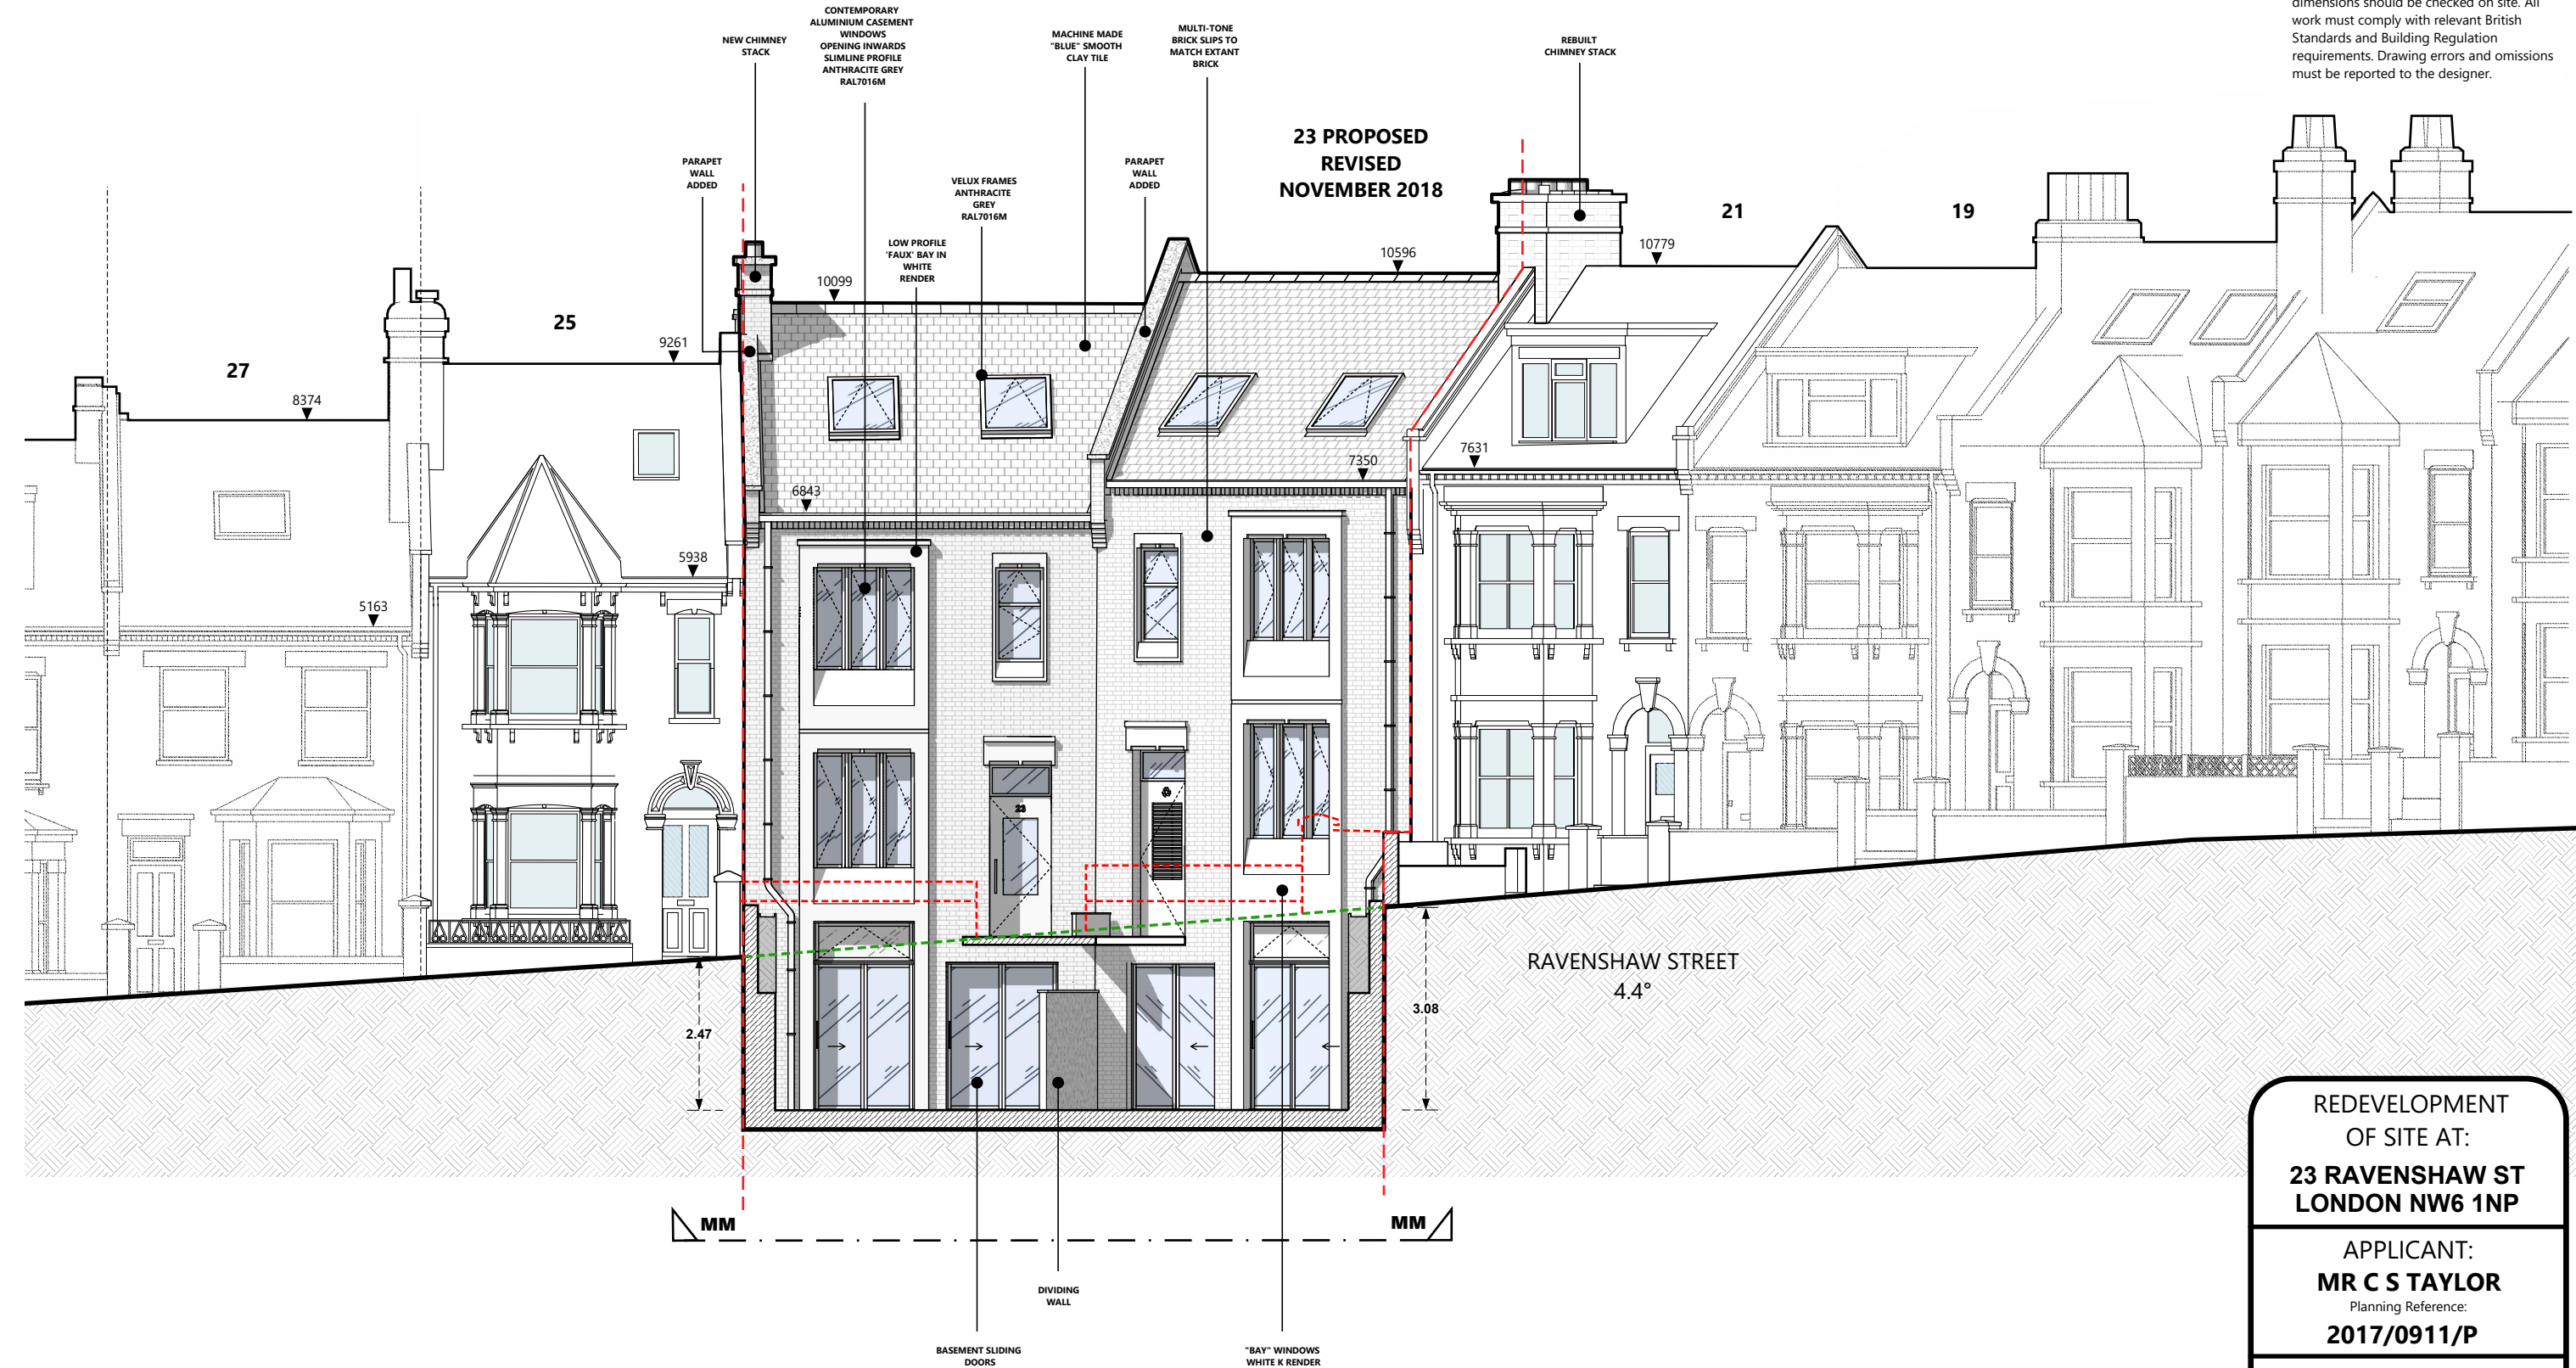 dimensions should be checked on site. All
work must comply with relevant British
Standards and Building Regulation
requirements. Drawing errors and omissions
must be reported to the designer.
CONTEMPORARY
ALUMINIUM CASEMENT
WINDOWS
OPENING INWARDS
SLIMLINE PROFILE
ANTHRACITE GREY
RAL7016M
NEW CHIMNEY
STACK
MACHINE MADE
"BLUE" SMOOTH
CLAY TILE
MULTI-TONE
BRICK SLIPS TO
MATCH EXTANT
BRICK
REBUILT
CHIMNEY STACK
23 PROPOSED
REVISED
NOVEMBER 2018
PARAPET
WALL
ADDED
VELUX FRAMES
ANTHRACITE
GREY
RAL7016M
PARAPET
WALL
ADDED
LOW PROFILE
'FAUX' BAY IN
WHITE
RENDER
21
19
10779
10596
10099
25
9261
27
8374
7631
7350
6843
5938
5163
23
RAVENSHAW STREET
4.4°
2.47
3.08
MM
MM
DIVIDING
WALL
BASEMENT SLIDING
DOORS
"BAY" WINDOWS
WHITE K RENDER
REDEVELOPMENT
OF SITE AT:
23 RAVENSHAW ST
LONDON NW6 1NP
APPLICANT:
MR C S TAYLOR
Planning Reference:
2017/0911/P